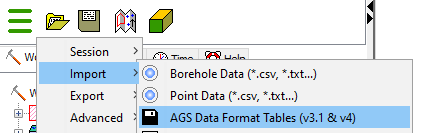 Session
Time
Help
Import
Borehole Data (*.csv, *.txt...)
Export
Point Data (*.csv, *.txt...)
Advanced
AGS Data Format Tables (v3.1 & v4)